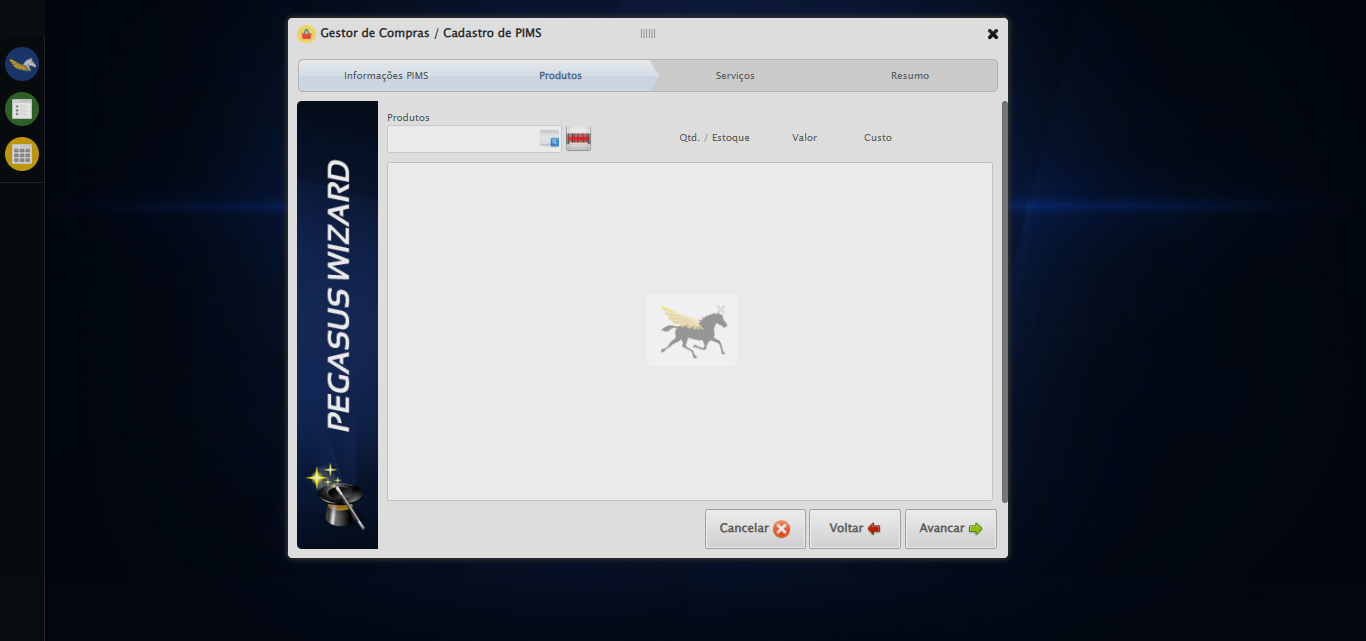 Gestor de Compras / Cadastro de PIMS
Informações PIMS
Produtos
Serviços
Resumo
PEGASUS WIZARD
Produtos
Qtd. / Estoque
Valor
Custo
Cancelar
Voltar
Avancar